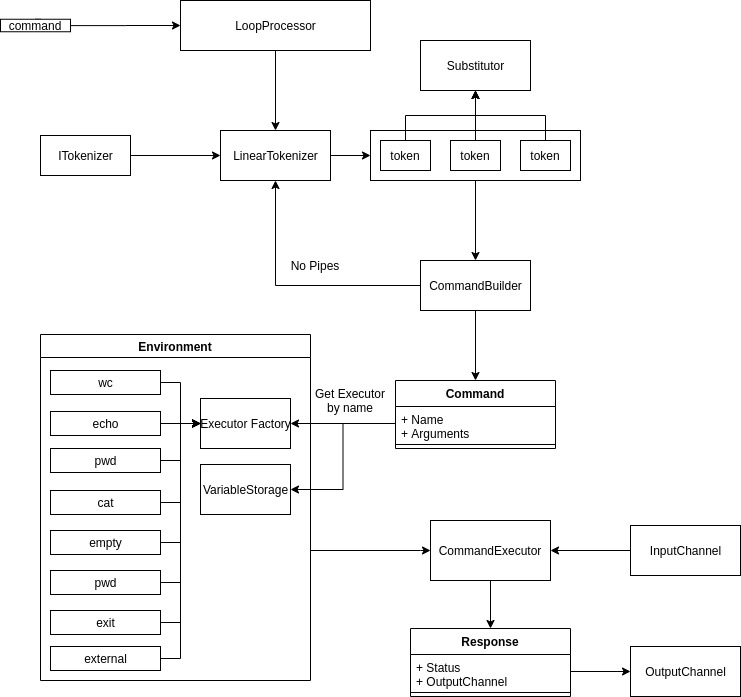 command
LoopProcessor
Substitutor
ITokenizer
LinearTokenizer
token
token
token
No Pipes
CommandBuilder
Environment
wc
echo
pwd
cat
empty
pwd
exit
external
Executor Factory
VariableStorage
Get Executor
by name
Command
+ Name
+ Arguments
CommandExecutor
InputChannel
Response
+ Status
+ OutputChannel
OutputChannel